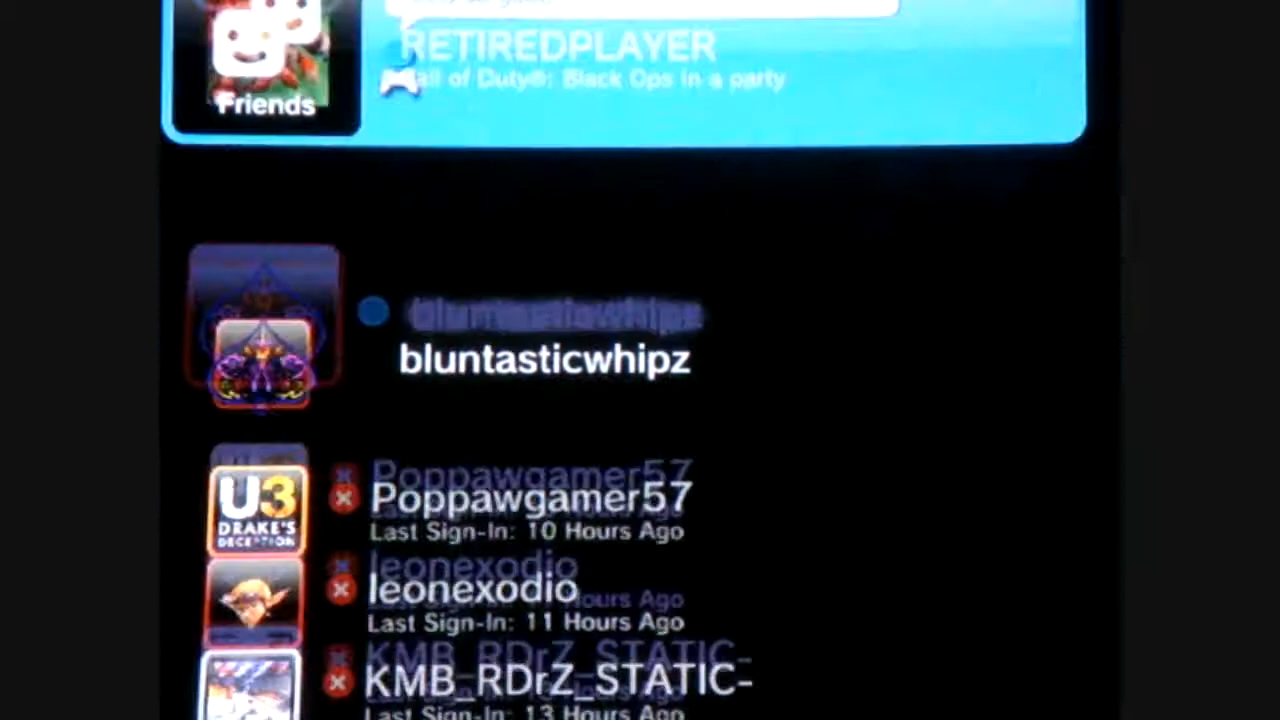 RETIREDPLAYER
Call of Duty®: Black Ops In a party
Friends
bluntasticwhipz
bluntasticwhipz
U3
DRAKE'S
DECEPTION
Poppawgamer57
Last Sign-In: 10 Hours Ago
leonexodio
Last Sign-In: 11 Hours Ago
KMB_RDrZ_STATIC-
Last Sign-In: 13 Hours Ago